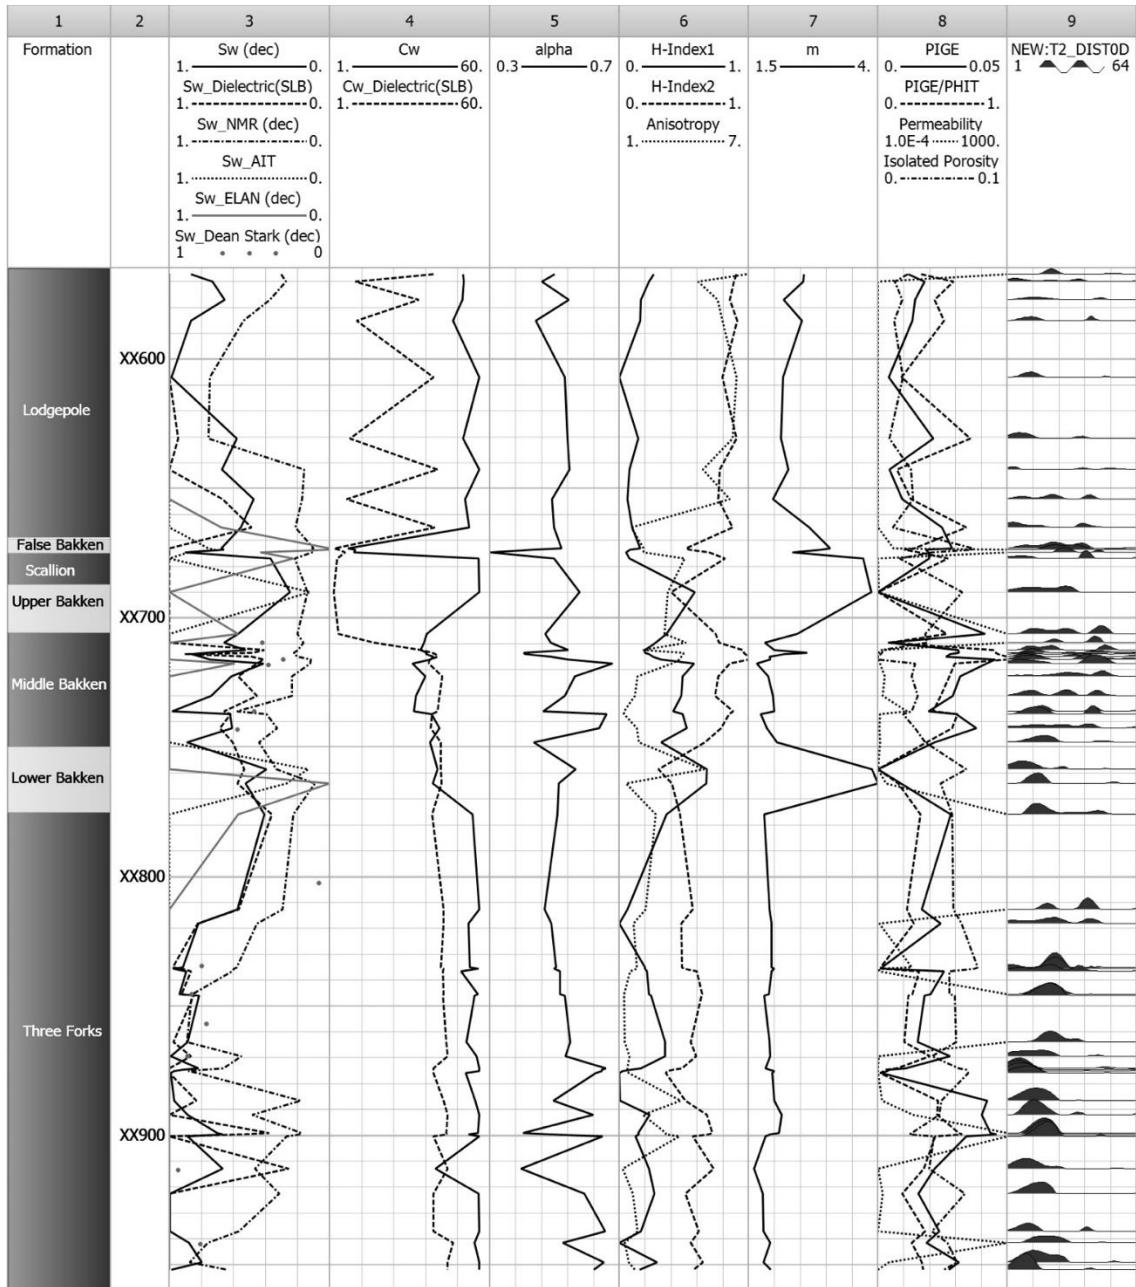 1 2 3 4 5 6 7 8 9
Formation Sw (dec) Cw alpha H-Index1 m PIGE NEW:T2_DIST0D
1. 0. 1. 60. 0.3 0.7 0. 1. 1.5 4. 0. 0.05 1 64
Sw_Dielectric(SLB) Cw_Dielectric(SLB) H-Index2 PIGE/PHIT
1. 0. 1. 60. 0. 1. 0. 1.
Sw_NMR (dec) Anisotropy Permeability
1. 0. 1. 7. 1.0E-4 1000.
Sw_AIT Isolated Porosity
1. 0. 0. 0.1
Sw_ELAN (dec)
1. 0.
Sw_Dean Stark (dec)
1 0
XX600
Lodgepole
False Bakken
Scallion
Upper Bakken
XX700
Middle Bakken
Lower Bakken
XX800
Three Forks
XX900